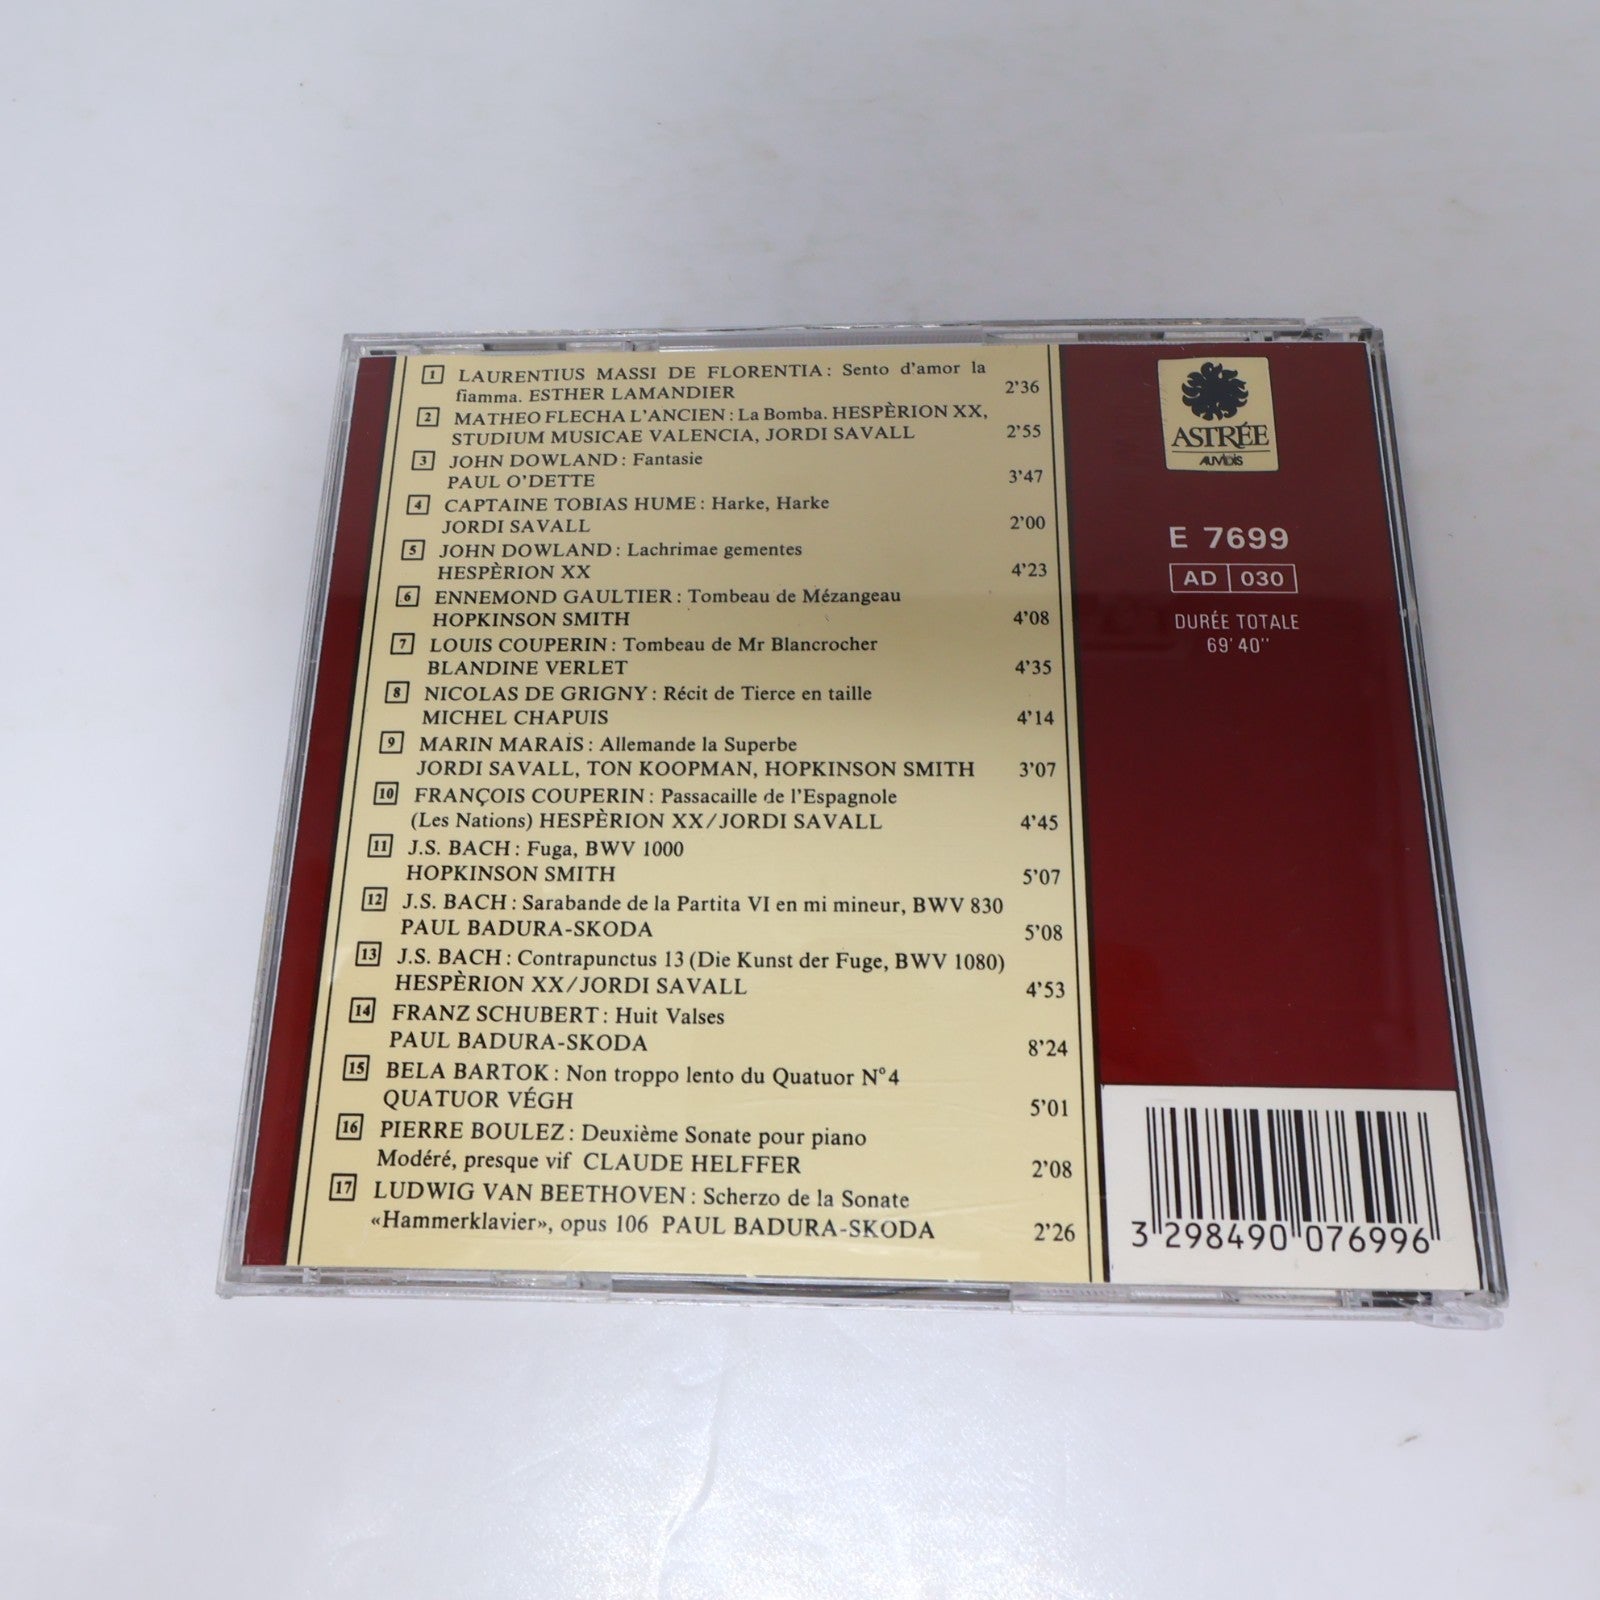 1 LAURENTIUS MASSI DE FLORENTIA : Sento d'amor la
fiamma. ESTHER LAMANDIER 2'36
2 MATHEO FLECHA L'ANCIEN : La Bomba. HESPÈRION XX,
STUDIUM MUSICAE VALENCIA, JORDI SAVALL 2'55
3 JOHN DOWLAND : Fantasie
PAUL O'DETTE 3'47
4 CAPTAINE TOBIAS HUME : Harke, Harke
JORDI SAVALL 2'00
5 JOHN DOWLAND : Lachrimae gementes
HESPÈRION XX 4'23
6 ENNEMOND GAULTIER : Tombeau de Mézangeau
HOPKINSON SMITH 4'08
7 LOUIS COUPERIN : Tombeau de Mr Blancrocher
BLANDINE VERLET 4'35
8 NICOLAS DE GRIGNY : Récit de Tierce en taille
MICHEL CHAPUIS 4'14
9 MARIN MARAIS : Allemande la Superbe
JORDI SAVALL, TON KOOPMAN, HOPKINSON SMITH 3'07
10 FRANÇOIS COUPERIN : Passacaille de l'Espagnole
(Les Nations) HESPÈRION XX/JORDI SAVALL 4'45
11 J.S. BACH : Fuga, BWV 1000
HOPKINSON SMITH 5'07
12 J.S. BACH : Sarabande de la Partita VI en mi mineur, BWV 830
PAUL BADURA-SKODA 5'08
13 J.S. BACH : Contrapunctus 13 (Die Kunst der Fuge, BWV 1080)
HESPÈRION XX/JORDI SAVALL 4'53
14 FRANZ SCHUBERT : Huit Valses
PAUL BADURA-SKODA 8'24
15 BELA BARTOK : Non troppo lento du Quatuor N°4
QUATUOR VÉGH 5'01
16 PIERRE BOULEZ : Deuxième Sonate pour piano
Modéré, presque vif CLAUDE HELFFER 2'08
17 LUDWIG VAN BEETHOVEN : Scherzo de la Sonate
«Hammerklavier», opus 106 PAUL BADURA-SKODA 2'26
ASTRÉE
AUVIDIS
E 7699
AD 030
DURÉE TOTALE
69'40''
3 298490 076996